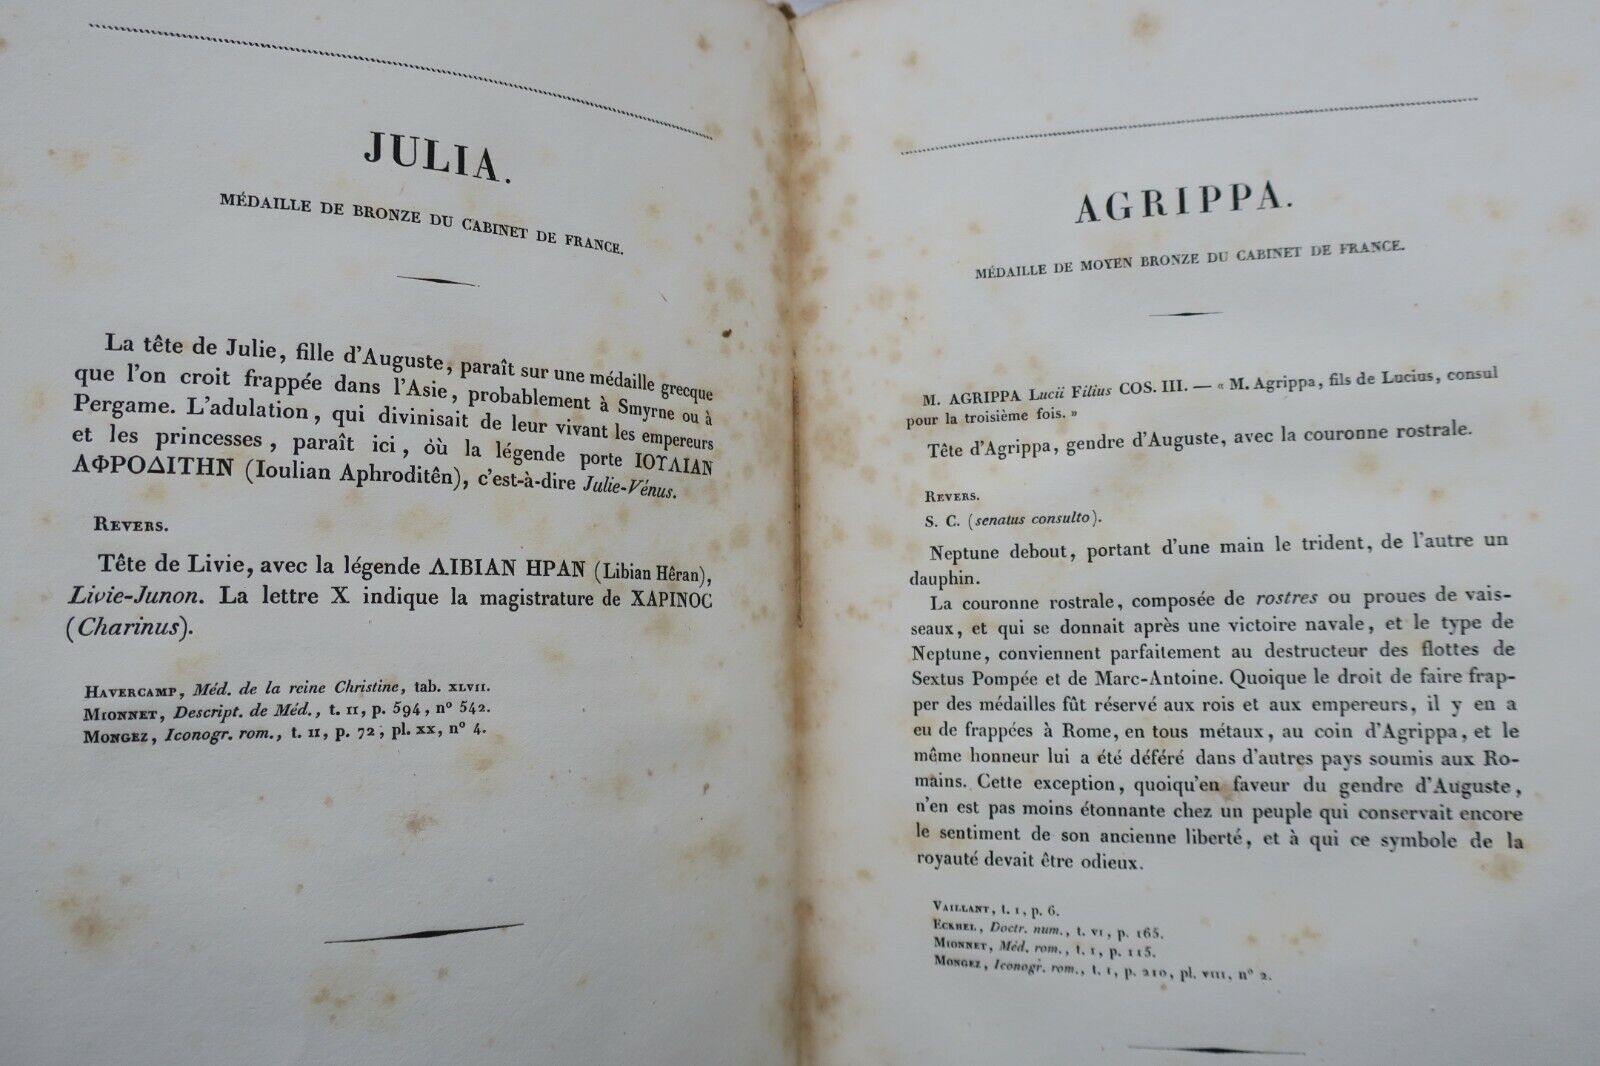 JULIA.
MÉDAILLE DE BRONZE DU CABINET DE FRANCE.
La tête de Julie, fille d'Auguste, paraît sur une médaille grecque
que l'on croit frappée dans l'Asie, probablement à Smyrne ou à
Pergame. L'adulation, qui divinisait de leur vivant les empereurs
et les princesses, paraît ici, où la légende porte ΙΟΥΛΙΑΝ
ΑΦΡΟΔΙΤΗΝ (Ioulian Aphroditên), c'est-à-dire Julie-Vénus.
REVERS.
Tête de Livie, avec la légende ΛΙΒΙΑΝ ΗΡΑΝ (Libian Hêran),
Livie-Junon. La lettre X indique la magistrature de ΧΑΡΙΝΟC
(Charinus).
HAVERCAMP, Méd. de la reine Christine, tab. XLVII.
MIONNET, Descript. de Méd., t. II, p. 594, n° 542.
MONGEZ, Iconogr. rom., t. II, p. 72, pl. XX, n° 4.
AGRIPPA.
MÉDAILLE DE MOYEN BRONZE DU CABINET DE FRANCE.
M. AGRIPPA Lucii Filius COS. III. — « M. Agrippa, fils de Lucius, consul
pour la troisième fois. »
Tête d'Agrippa, gendre d'Auguste, avec la couronne rostrale.
REVERS.
S. C. (senatus consulto).
Neptune debout, portant d'une main le trident, de l'autre un
dauphin.
La couronne rostrale, composée de rostres ou proues de vais-
seaux, et qui se donnait après une victoire navale, et le type de
Neptune, conviennent parfaitement au destructeur des flottes de
Sextus Pompée et de Marc-Antoine. Quoique le droit de faire frap-
per des médailles fût réservé aux rois et aux empereurs, il y en a
eu de frappées à Rome, en tous métaux, au coin d'Agrippa, et le
même honneur lui a été déféré dans d'autres pays soumis aux Ro-
mains. Cette exception, quoiqu'en faveur du gendre d'Auguste,
n'en est pas moins étonnante chez un peuple qui conservait encore
le sentiment de son ancienne liberté, et à qui ce symbole de la
royauté devait être odieux.
VAILLANT, t. I, p. 6.
ECKHEL, Doctr. num., t. VI, p. 165.
MIONNET, Méd. rom., t. I, p. 115.
MONGEZ, Iconogr. rom., t. I, p. 210, pl. VIII, n° 2.